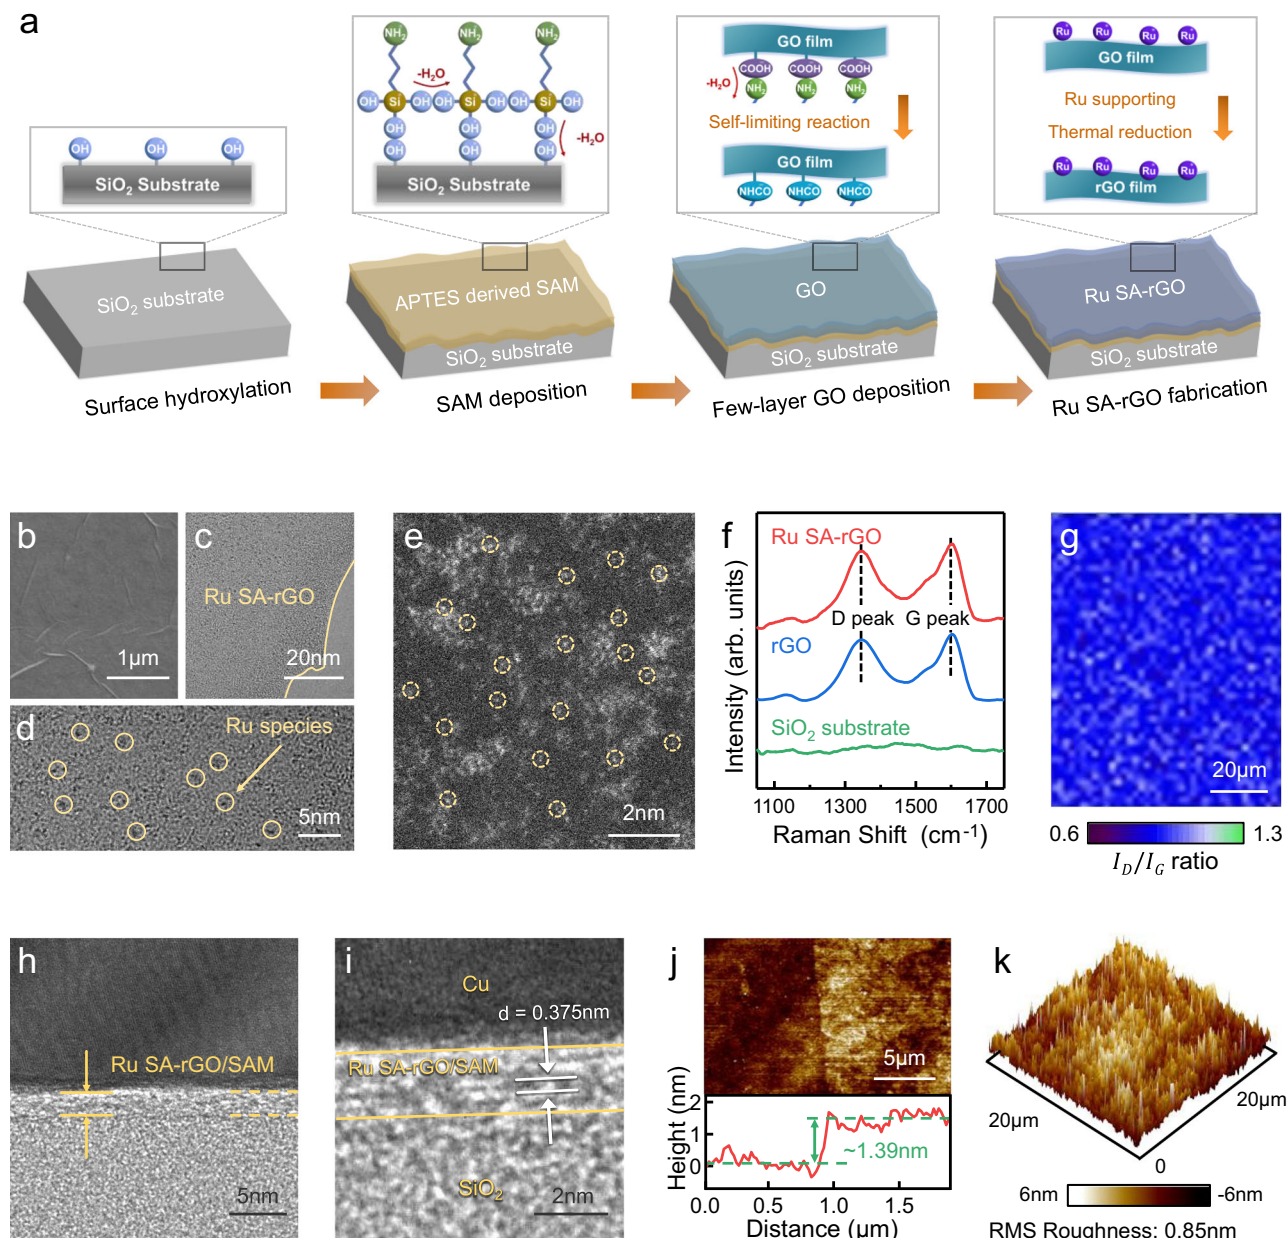 a
OH OH OH
SiO2 Substrate
SiO2 substrate
Surface hydroxylation
NH2 NH2 NH2
-H2O
OH Si OH OH Si OH OH Si OH
OH OH OH
-H2O
OH OH OH
SiO2 Substrate
APTES derived SAM
SiO2 substrate
SAM deposition
GO film
COOH COOH COOH
-H2O
NH2 NH2 NH2
Self-limiting reaction
GO film
NHCO NHCO NHCO
GO
SiO2 substrate
Few-layer GO deposition
Ru Ru Ru Ru
GO film
Ru supporting
Thermal reduction
Ru Ru Ru Ru
rGO film
Ru SA-rGO
SiO2 substrate
Ru SA-rGO fabrication
b
1μm
c
Ru SA-rGO
20nm
d
Ru species
5nm
e
2nm
f
Ru SA-rGO
D peak G peak
rGO
SiO2 substrate
Intensity (arb. units)
1100 1300 1500 1700
Raman Shift (cm-1)
g
20μm
0.6 1.3
ID/IG ratio
h
Ru SA-rGO/SAM
5nm
i
Cu
d = 0.375nm
Ru SA-rGO/SAM
SiO2
2nm
j
5μm
Height (nm)
2
1
0
~1.39nm
0.0 0.5 1.0 1.5
Distance (μm)
k
20μm 20μm
0
6nm -6nm
RMS Roughness: 0.85nm